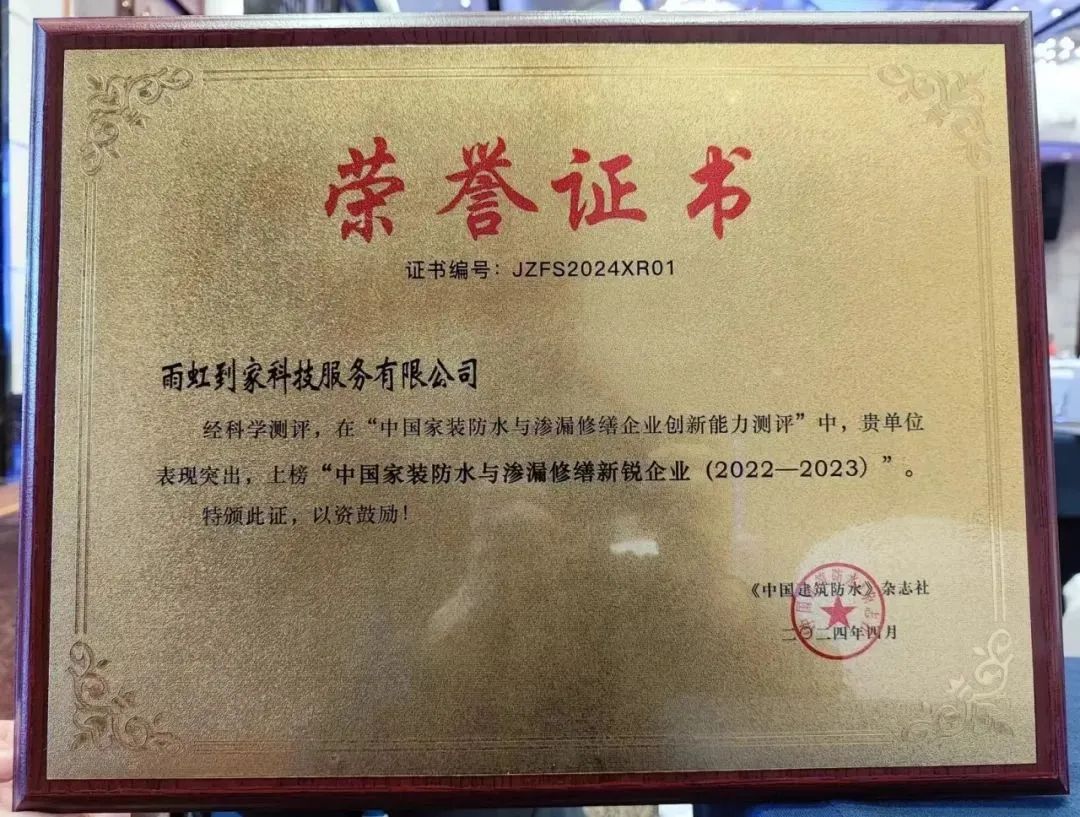 荣誉证书
证书编号：JZFS2024XR01
雨虹到家科技服务有限公司
经科学测评，在“中国家装防水与渗漏修缮企业创新能力测评”中，贵单位
表现突出，上榜“中国家装防水与渗漏修缮新锐企业（2022—2023）”。
特颁此证，以资鼓励！
《中国建筑防水》杂志社
二〇二四年四月